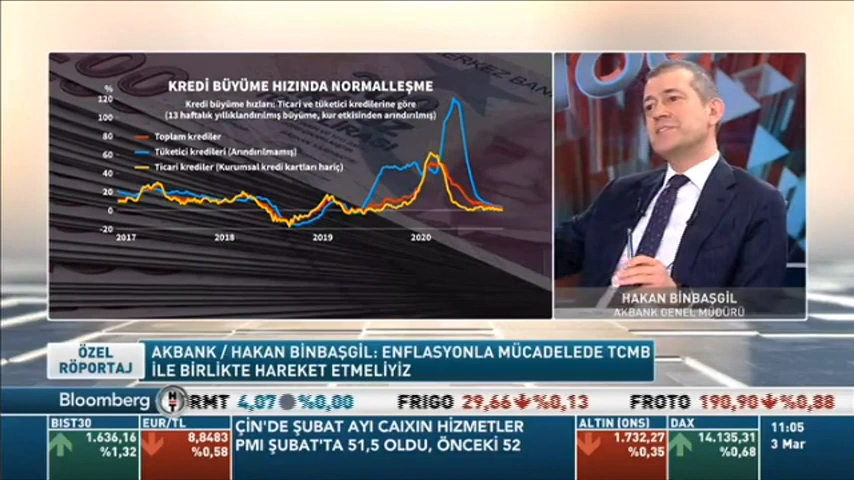 KREDİ BÜYÜME HIZINDA NORMALLEŞME
Kredi büyüme hızları: Ticari ve tüketici kredilerine göre
(13 haftalık yıllıklandırılmış büyüme, kur etkisinden arındırılmış)
%
120
100
80
60
40
20
0
-20
Toplam krediler
Tüketici kredileri (Arındırılmamış)
Ticari krediler (Kurumsal kredi kartları hariç)
2017 2018 2019 2020
HAKAN BİNBAŞGİL
AKBANK GENEL MÜDÜRÜ
ÖZEL RÖPORTAJ
AKBANK / HAKAN BİNBAŞGİL: ENFLASYONLA MÜCADELEDE TCMB
İLE BİRLİKTE HAREKET ETMELİYİZ
Bloomberg HT RMT 4,07 %0,00 FRIGO 29,66 %0,13 FROTO 190,90 %0,88
BIST30 1.636,16 %1,32
EUR/TL 8,8483 %0,58
ÇİN'DE ŞUBAT AYI CAIXIN HİZMETLER
PMI ŞUBAT'TA 51,5 OLDU, ÖNCEKİ 52
ALTIN (ONS) 1.732,27 %0,35
DAX 14.135,31 %0,68
11:05
3 Mar